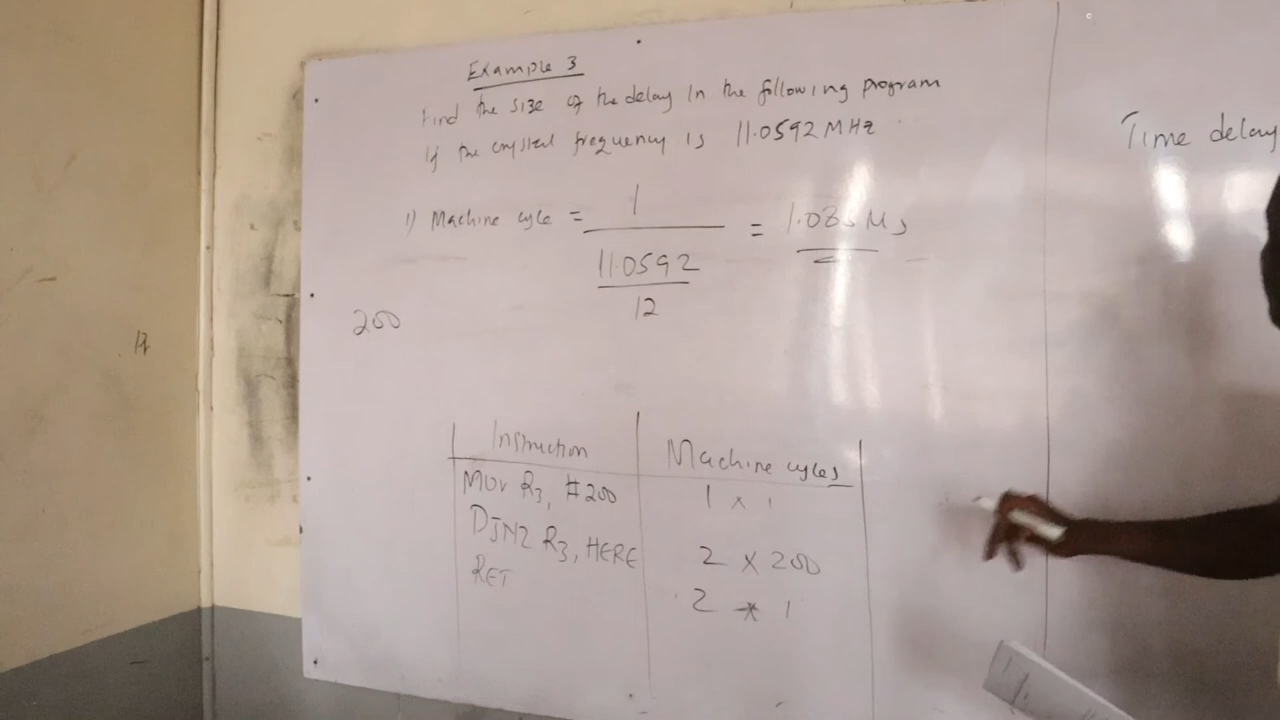 Example 3
Find the size of the delay in the following program
if the crystal frequency is 11.0592 MHz
1) Machine cycle = 1 / (11.0592 / 12) = 1.085 Ms
200
Time delay
Instruction | Machine cycles
MOV R3, #200 | 1 x 1
DJNZ R3, HERE | 2 x 200
RET | 2 * 1